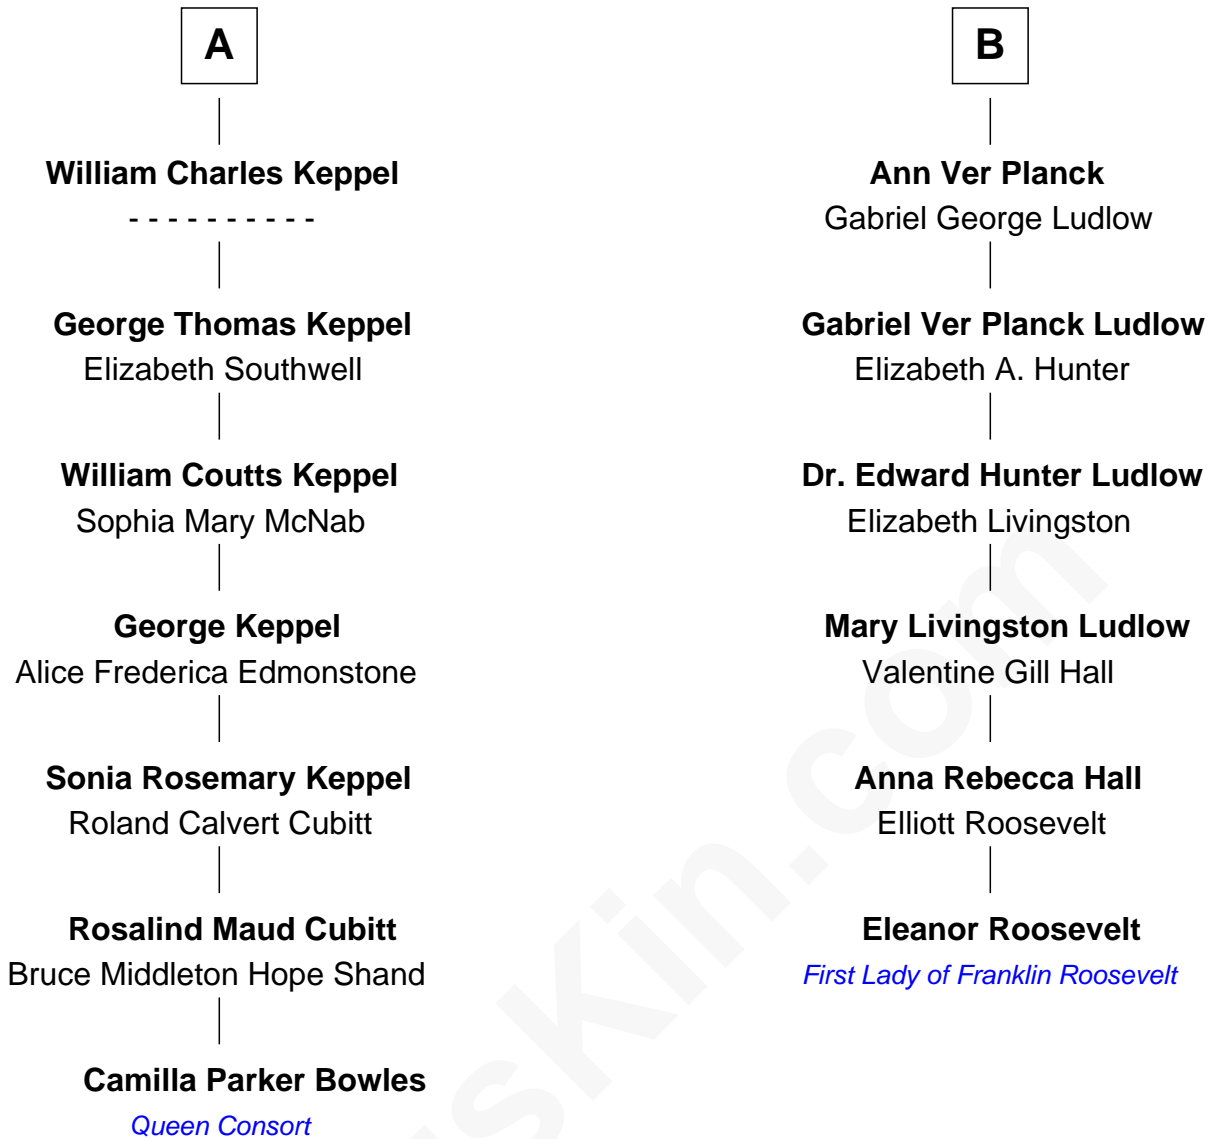 A
William Charles Keppel
- - - - - - - - - -
George Thomas Keppel
Elizabeth Southwell
William Coutts Keppel
Sophia Mary McNab
George Keppel
Alice Frederica Edmonstone
Sonia Rosemary Keppel
Roland Calvert Cubitt
Rosalind Maud Cubitt
Bruce Middleton Hope Shand
Camilla Parker Bowles
Queen Consort
B
Ann Ver Planck
Gabriel George Ludlow
Gabriel Ver Planck Ludlow
Elizabeth A. Hunter
Dr. Edward Hunter Ludlow
Elizabeth Livingston
Mary Livingston Ludlow
Valentine Gill Hall
Anna Rebecca Hall
Elliott Roosevelt
Eleanor Roosevelt
First Lady of Franklin Roosevelt
usKin.com